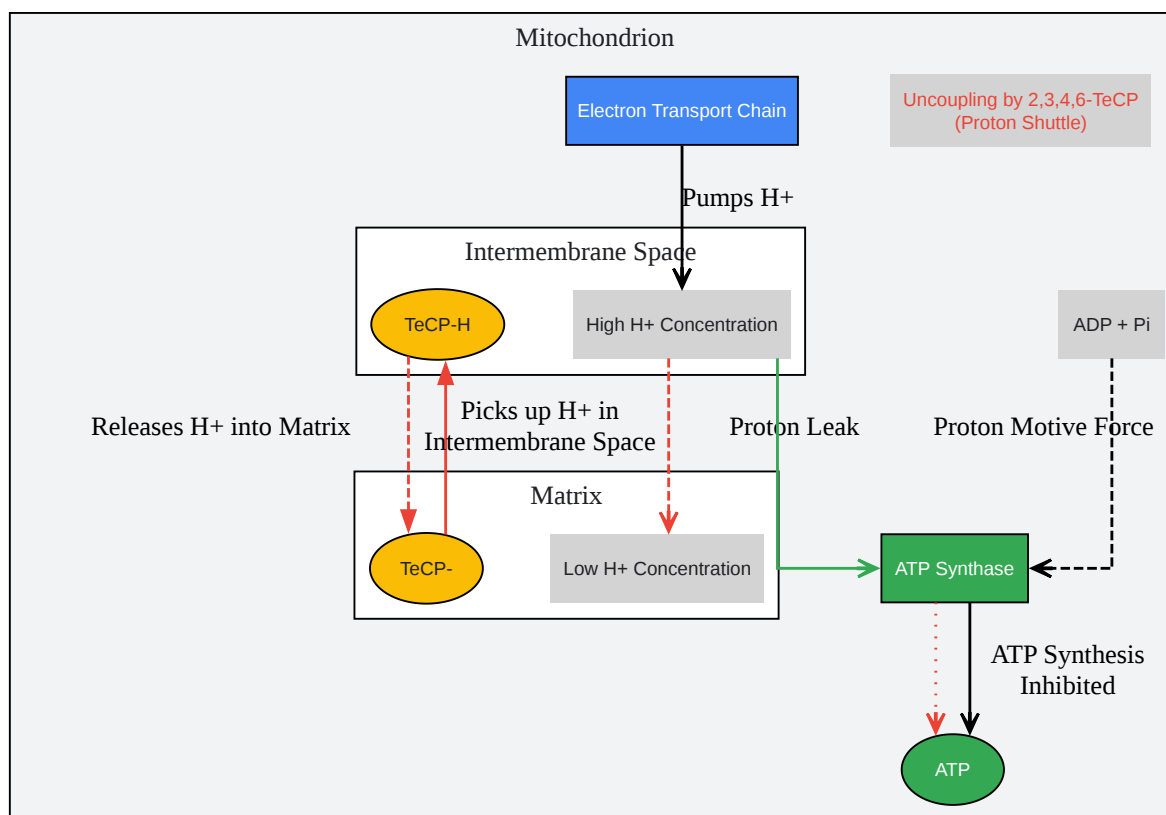 Mitochondrion
Electron Transport Chain
Uncoupling by 2,3,4,6-TeCP
(Proton Shuttle)
Pumps H+
Intermembrane Space
TeCP-H
High H+ Concentration
ADP + Pi
Releases H+ into Matrix
Picks up H+ in
Intermembrane Space
Proton Leak
Proton Motive Force
Matrix
TeCP-
Low H+ Concentration
ATP Synthase
ATP Synthesis
Inhibited
ATP